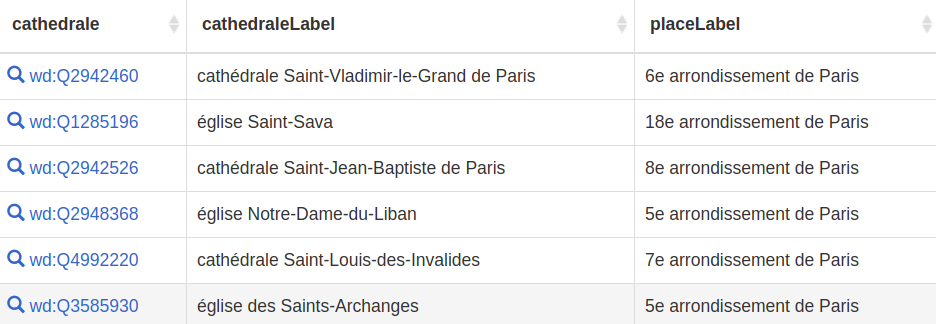 cathedrale cathedraleLabel placeLabel
wd:Q2942460 cathédrale Saint-Vladimir-le-Grand de Paris 6e arrondissement de Paris
wd:Q1285196 église Saint-Sava 18e arrondissement de Paris
wd:Q2942526 cathédrale Saint-Jean-Baptiste de Paris 8e arrondissement de Paris
wd:Q2948368 église Notre-Dame-du-Liban 5e arrondissement de Paris
wd:Q4992220 cathédrale Saint-Louis-des-Invalides 7e arrondissement de Paris
wd:Q3585930 église des Saints-Archanges 5e arrondissement de Paris